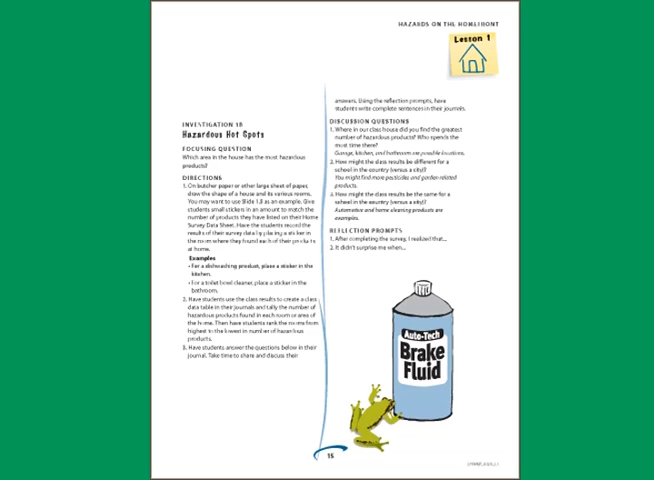 HAZARDS ON THE HOMEFRONT
Lesson 1
INVESTIGATION 1B
Hazardous Hot Spots
FOCUSING QUESTION
Which area in the house has the most hazardous
products?
DIRECTIONS
1. On butcher paper or other large sheet of paper,
draw the shape of a house and its various rooms.
You may want to use Slide 1.8 as an example. Give
students small stickers in an amount to match the
number of products they have listed on their Home
Survey Data Sheet. Have the students record the
results of their survey data by placing a sticker in
the room where they found each of their products
at home.
Examples
• For a dishwashing product, place a sticker in the
kitchen.
• For a toilet bowl cleaner, place a sticker in the
bathroom.
2. Have students use the class results to create a class
data table in their journals and tally the number of
hazardous products found in each room or area of
the home. Then have students rank the rooms from
highest to the lowest in number of hazardous
products.
3. Have students answer the questions below in their
journal. Take time to share and discuss their
answers. Using the reflection prompts, have
students write complete sentences in their journals.
DISCUSSION QUESTIONS
1. Where in our class house did you find the greatest
number of hazardous products? Who spends the
most time there?
Garage, kitchen, and bathroom are possible locations.
2. How might the class results be different for a
school in the country (versus a city)?
You might find more pesticides and garden-related
products.
3. How might the class results be the same for a
school in the country (versus a city)?
Automotive and home cleaning products are
examples.
REFLECTION PROMPTS
1. After completing the survey, I realized that...
2. It didn't surprise me when...
Auto-Tech
Brake
Fluid
15